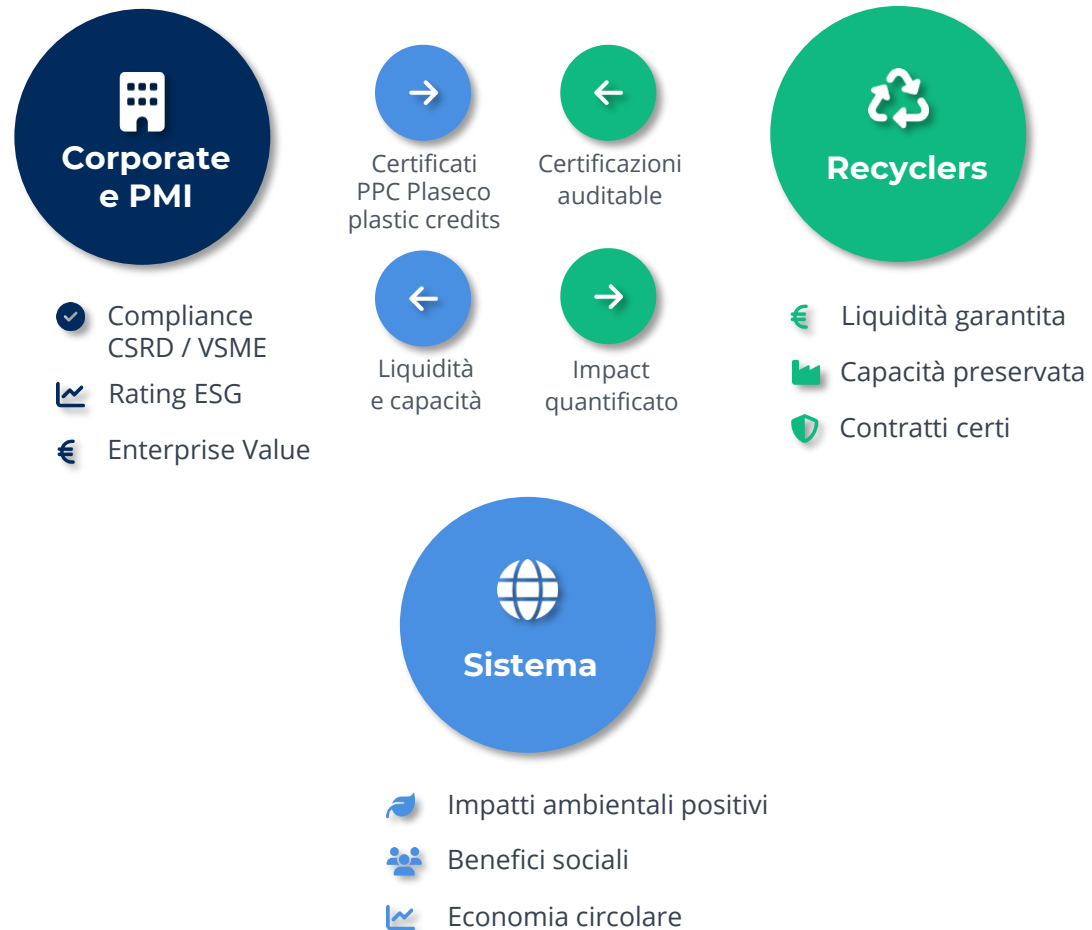 Corporate
e PMI
Certificati
PPC Plaseco
plastic credits
Certificazioni
auditable
Recyclers
Liquidità
e capacità
Impact
quantificato
Compliance
CSRD / VSME
Rating ESG
Enterprise Value
Liquidità garantita
Capacità preservata
Contratti certi
Sistema
Impatti ambientali positivi
Benefici sociali
Economia circolare